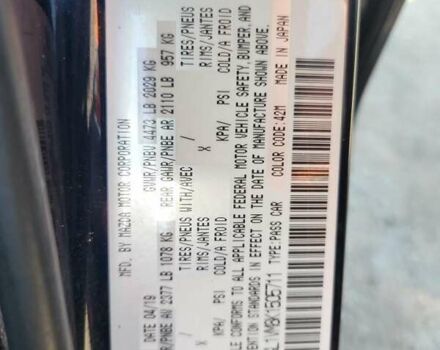 MFD. BY MAZDA MOTOR CORPORATION
DATE 04/19 GVWR/PNBV 4473 LB 2029 KG
GAWR/PNBE AV 2377 LB 1078 KG REAR GAWR/PNBE AR 2110 LB 957 KG
TIRES/PNEUS WITH/AVEC / TIRES/PNEUS
X RIMS/JANTES X RIMS/JANTES
/ KPA/ PSI COLD/A FROID / KPA/ PSI COLD/A FROID
TO ALL APPLICABLE FEDERAL MOTOR VEHICLE SAFETY, BUMPER, AND
STANDARDS IN EFFECT ON THE DATE OF MANUFACTURE SHOWN ABOVE.
TYPE:PASS CAR COLOR CODE:42M MADE IN JAPAN